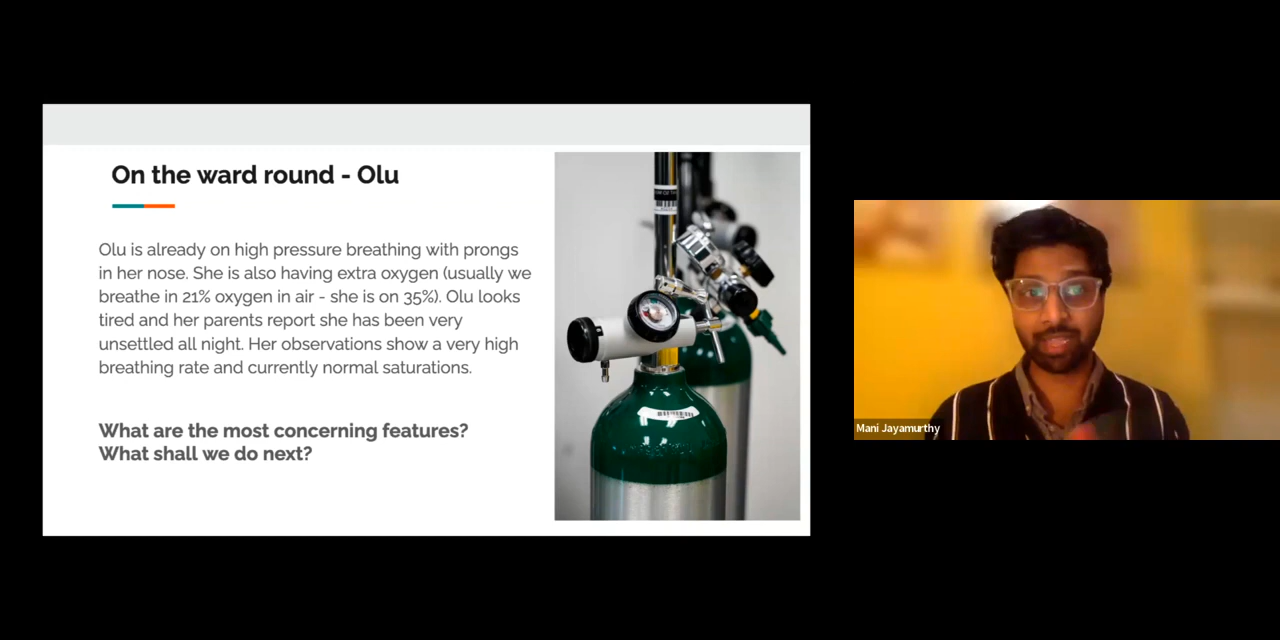 On the ward round - Olu
Olu is already on high pressure breathing with prongs
in her nose. She is also having extra oxygen (usually we
breathe in 21% oxygen in air - she is on 35%). Olu looks
tired and her parents report she has been very
unsettled all night. Her observations show a very high
breathing rate and currently normal saturations.
What are the most concerning features?
What shall we do next?
Mani Jayamurthy